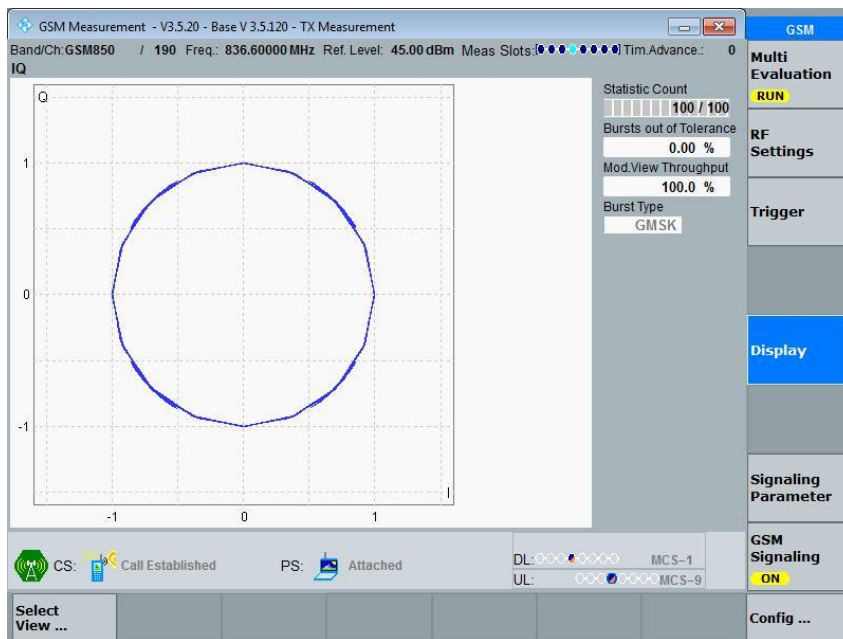 GSM Measurement - V3.5.20 - Base V 3.5.120 - TX Measurement
GSM
Band/Ch:GSM850 / 190 Freq.: 836.60000 MHz Ref. Level: 45.00 dBm Meas Slots: Tim.Advance.: 0
IQ
Multi
Evaluation
RUN
Q
1
0
-1
-1 0 1
I
Statistic Count
100 / 100
Bursts out of Tolerance
0.00 %
Mod.View Throughput
100.0 %
Burst Type
GMSK
RF
Settings
Trigger
Display
Signaling
Parameter
GSM
Signaling
ON
CS: Call Established PS: Attached
DL: MCS-1
UL: MCS-9
Select
View ...
Config ...